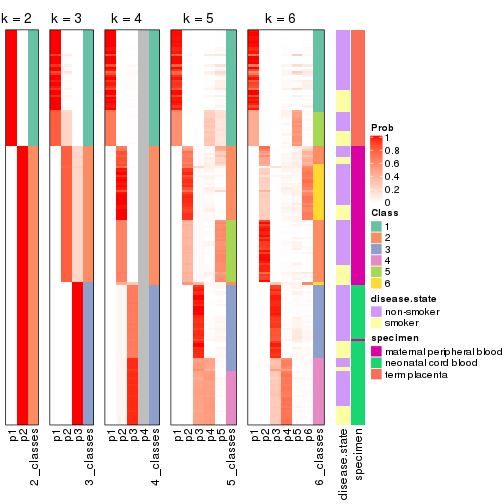 k = 2 k = 3 k = 4 k = 5 k = 6
Prob
1
0.8
0.6
0.4
0.2
0
Class
1
2
3
4
5
6
disease.state
non-smoker
smoker
specimen
maternal peripheral blood
neonatal cord blood
term placenta
p1 p2 2_classes p1 p2 p3 3_classes p1 p2 p3 p4 4_classes p1 p2 p3 p4 p5 5_classes p1 p2 p3 p4 p5 p6 6_classes disease.state specimen